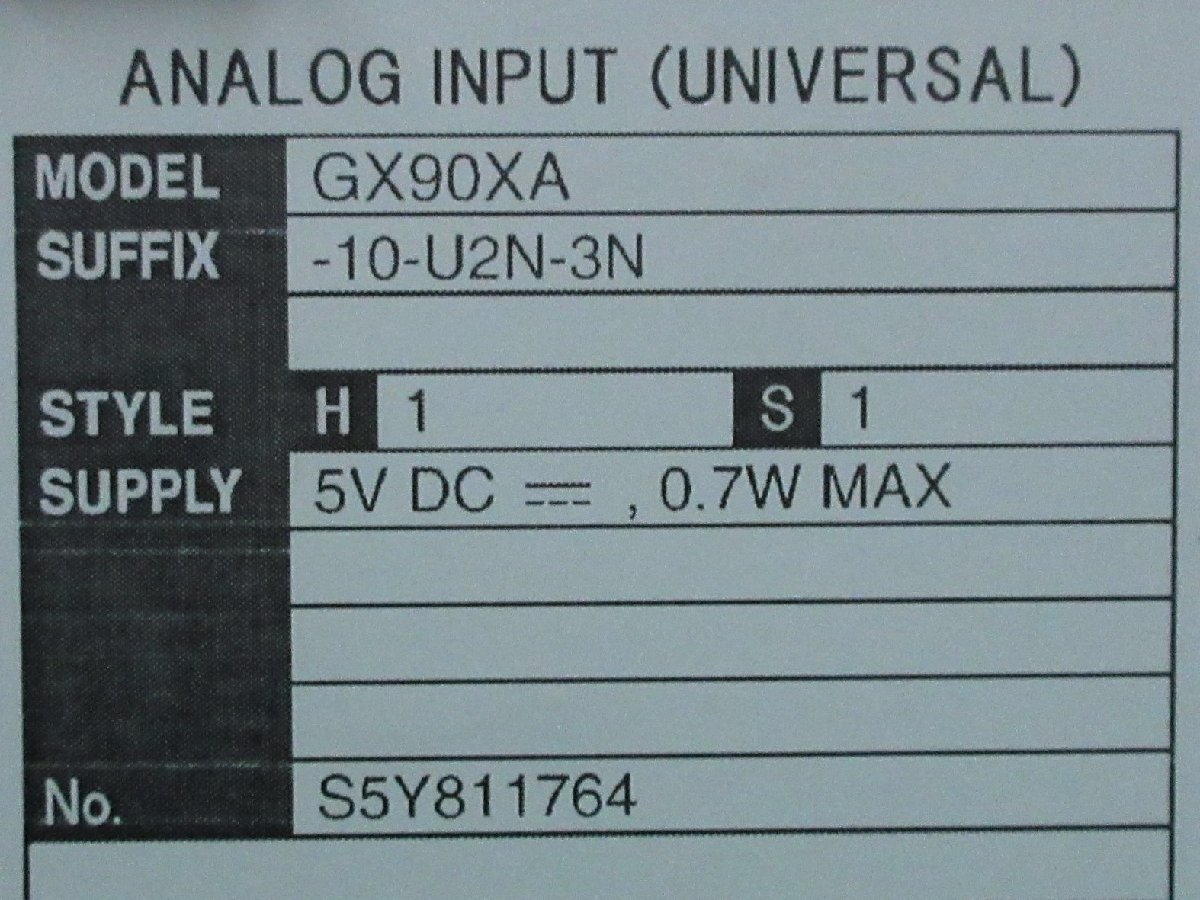 ANALOG INPUT (UNIVERSAL)
MODEL GX90XA
SUFFIX -10-U2N-3N
STYLE H 1 S 1
SUPPLY 5V DC ⎓ , 0.7W MAX
No. S5Y811764